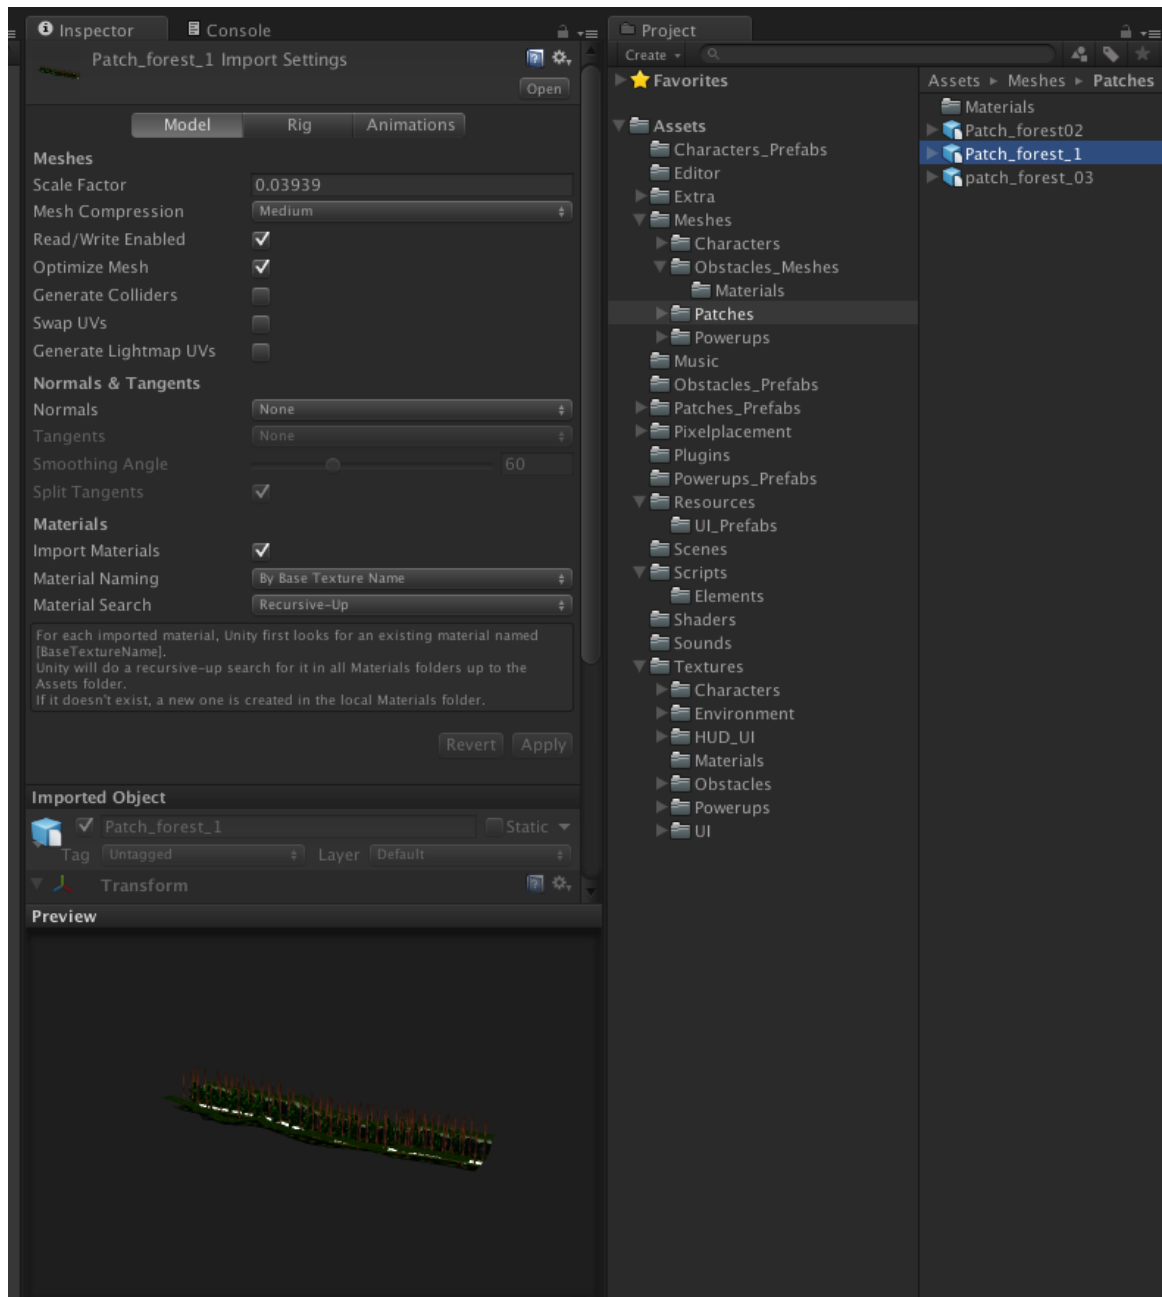 Inspector
Console
Patch_forest_1 Import Settings
Open
Model Rig Animations
Meshes
Scale Factor 0.03939
Mesh Compression Medium
Read/Write Enabled
Optimize Mesh
Generate Colliders
Swap UVs
Generate Lightmap UVs
Normals & Tangents
Normals None
Tangents None
Smoothing Angle 60
Split Tangents
Materials
Import Materials
Material Naming By Base Texture Name
Material Search Recursive-Up
For each imported material, Unity first looks for an existing material named
[BaseTextureName].
Unity will do a recursive-up search for it in all Materials folders up to the
Assets folder.
If it doesn't exist, a new one is created in the local Materials folder.
Revert Apply
Imported Object
Patch_forest_1 Static
Tag Untagged Layer Default
Transform
Preview
Project
Create
Favorites
Assets
Characters_Prefabs
Editor
Extra
Meshes
Characters
Obstacles_Meshes
Materials
Patches
Powerups
Music
Obstacles_Prefabs
Patches_Prefabs
Pixelplacement
Plugins
Powerups_Prefabs
Resources
UI_Prefabs
Scenes
Scripts
Elements
Shaders
Sounds
Textures
Characters
Environment
HUD_UI
Materials
Obstacles
Powerups
UI
Assets Meshes Patches
Materials
Patch_forest02
Patch_forest_1
patch_forest_03